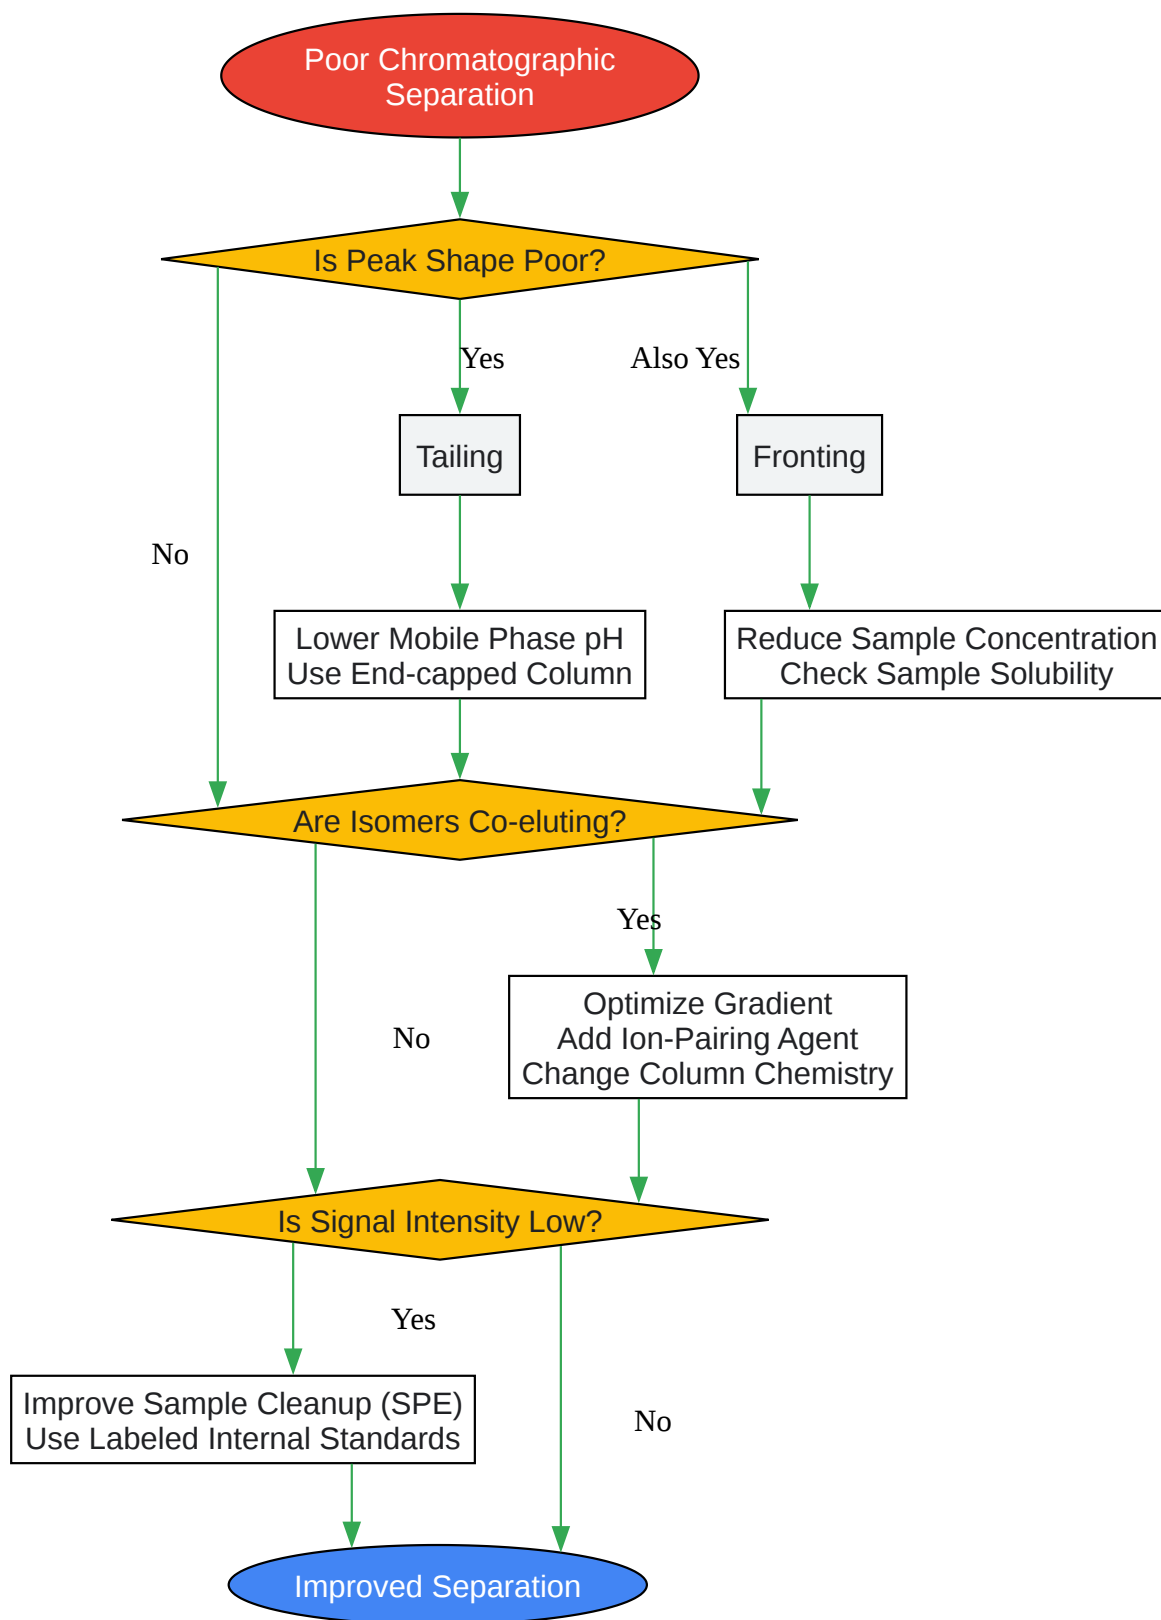 Poor Chromatographic
Separation
Is Peak Shape Poor?
Yes
Also Yes
Tailing
Fronting
No
Lower Mobile Phase pH
Use End-capped Column
Reduce Sample Concentration
Check Sample Solubility
Are Isomers Co-eluting?
Yes
Optimize Gradient
Add Ion-Pairing Agent
Change Column Chemistry
No
Is Signal Intensity Low?
Yes
Improve Sample Cleanup (SPE)
Use Labeled Internal Standards
No
Improved Separation